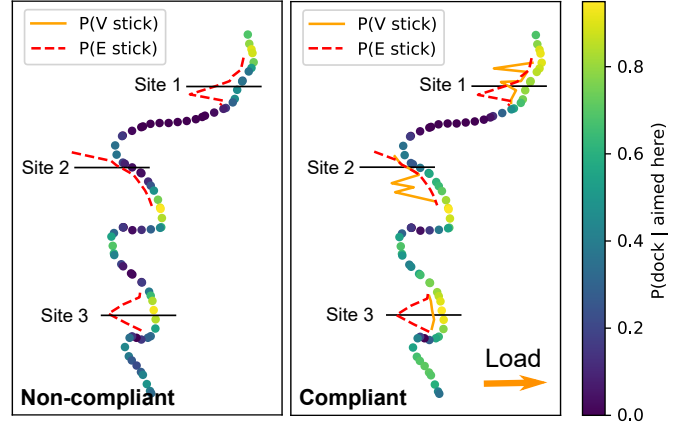 P(V stick)
P(E stick)
Site 1
Site 2
Site 3
Non-compliant
P(V stick)
P(E stick)
Site 1
Site 2
Site 3
Load
Compliant
0.8
0.6
0.4
0.2
0.0
P(dock | aimed here)